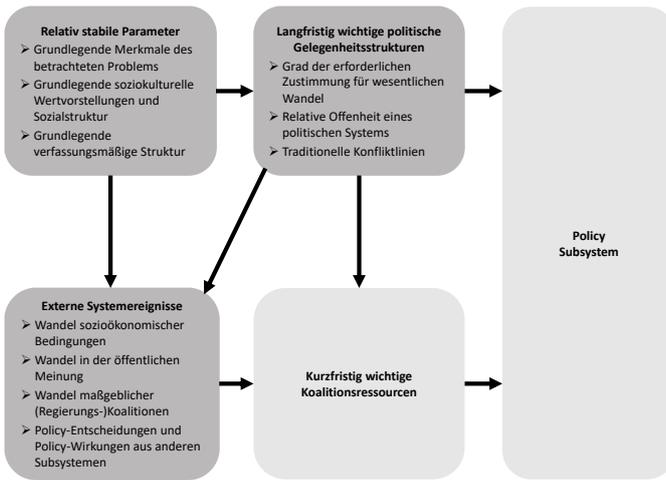 Relativ stabile Parameter
➢ Grundlegende Merkmale des
betrachteten Problems
➢ Grundlegende soziokulturelle
Wertvorstellungen und
Sozialstruktur
➢ Grundlegende
verfassungsmäßige Struktur
Langfristig wichtige politische
Gelegenheitsstrukturen
➢ Grad der erforderlichen
Zustimmung für wesentlichen
Wandel
➢ Relative Offenheit eines
politischen Systems
➢ Traditionelle Konfliktlinien
Policy
Subsystem
Externe Systemereignisse
➢ Wandel sozioökonomischer
Bedingungen
➢ Wandel in der öffentlichen
Meinung
➢ Wandel maßgeblicher
(Regierungs-)Koalitionen
➢ Policy-Entscheidungen und
Policy-Wirkungen aus anderen
Subsystemen
Kurzfristig wichtige
Koalitionsressourcen